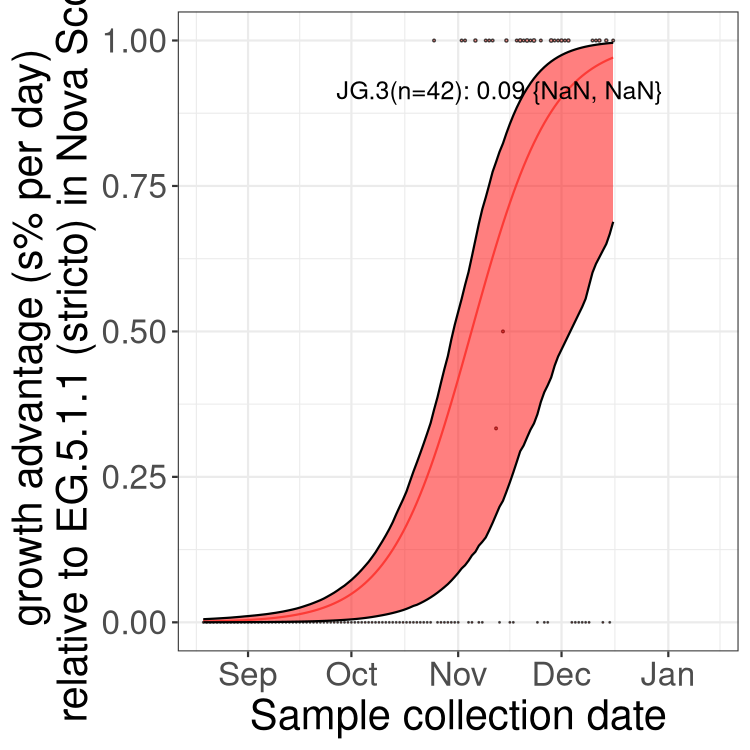 growth advantage (s% per day)
relative to EG.5.1.1 (stricto) in Nova
1.00
0.75
0.50
0.25
0.00
JG.3(n=42): 0.09 {NaN, NaN}
Sep Oct Nov Dec Jan
Sample collection date